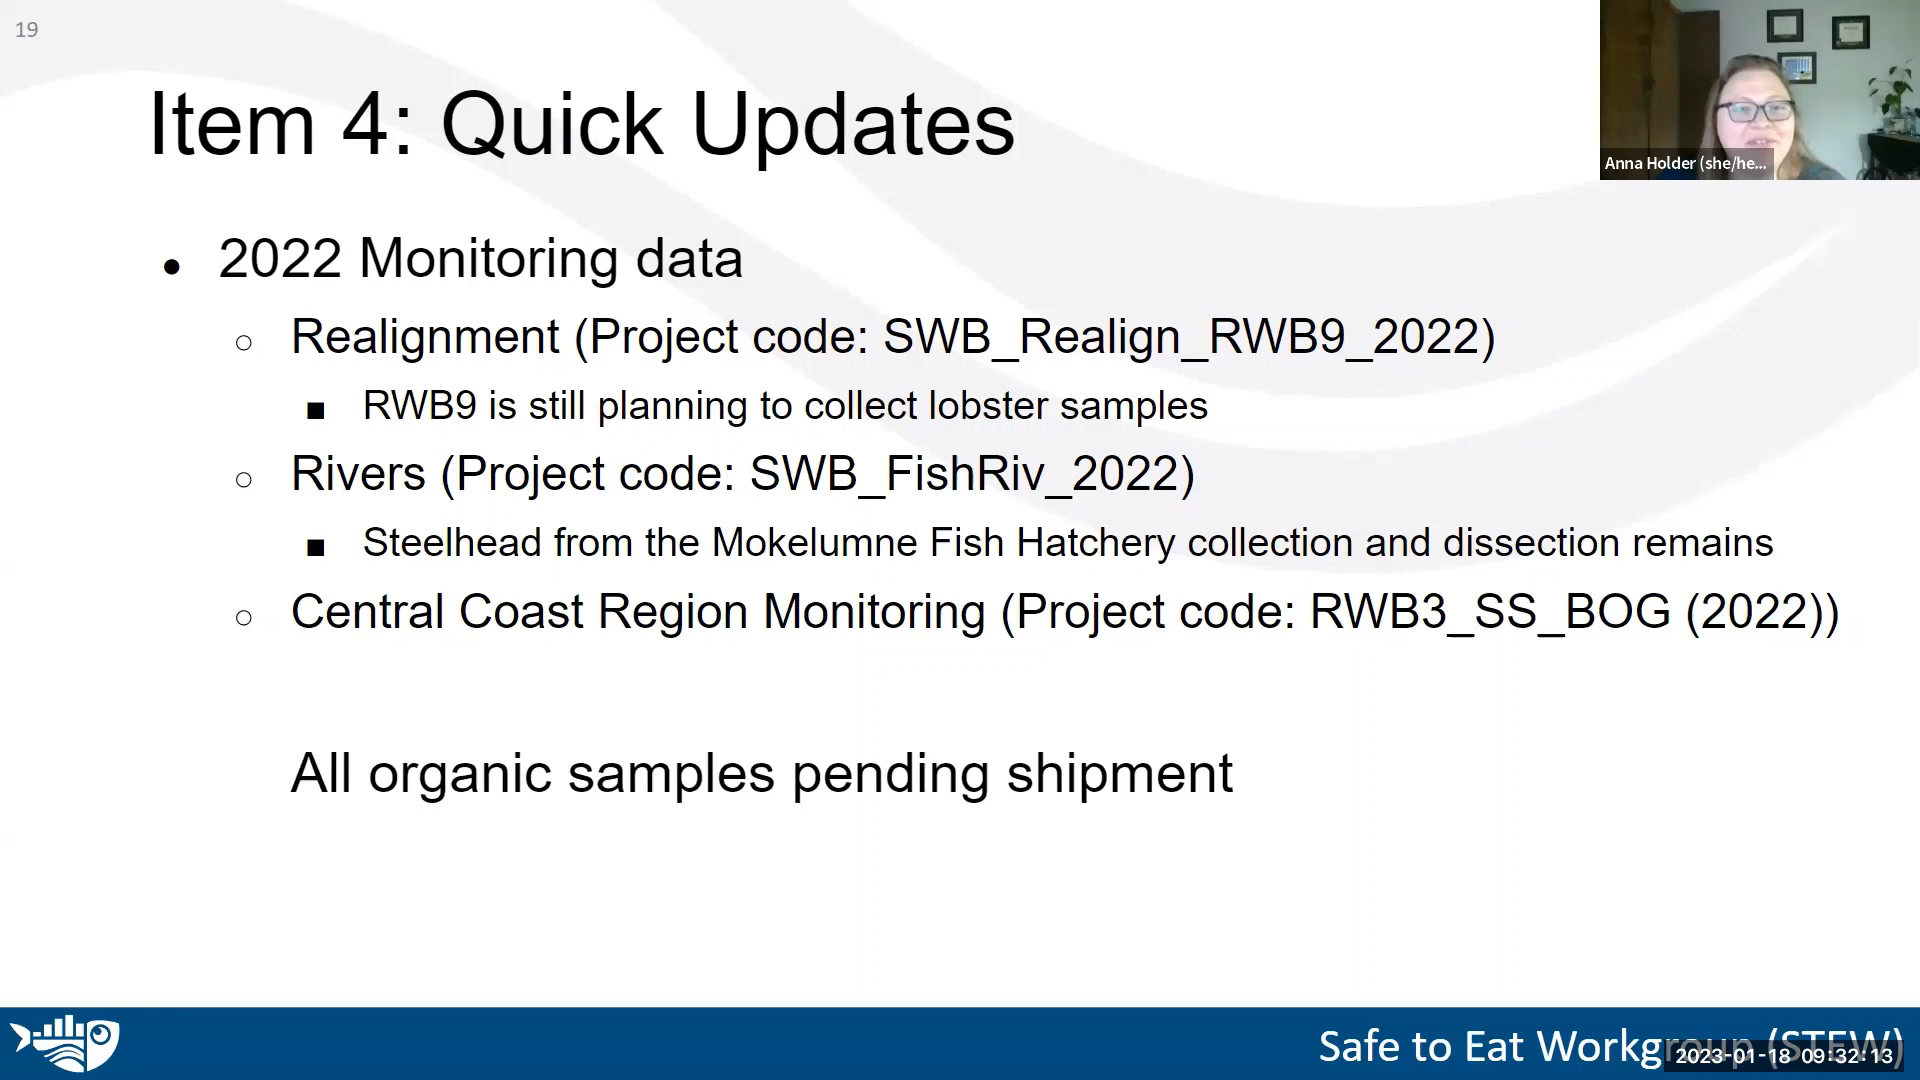 19
Item 4: Quick Updates
Anna Holder (she/he...
● 2022 Monitoring data
○ Realignment (Project code: SWB_Realign_RWB9_2022)
■ RWB9 is still planning to collect lobster samples
○ Rivers (Project code: SWB_FishRiv_2022)
■ Steelhead from the Mokelumne Fish Hatchery collection and dissection remains
○ Central Coast Region Monitoring (Project code: RWB3_SS_BOG (2022))
All organic samples pending shipment
Safe to Eat Workgroup (STEW)
2023-01-18 09:32:13